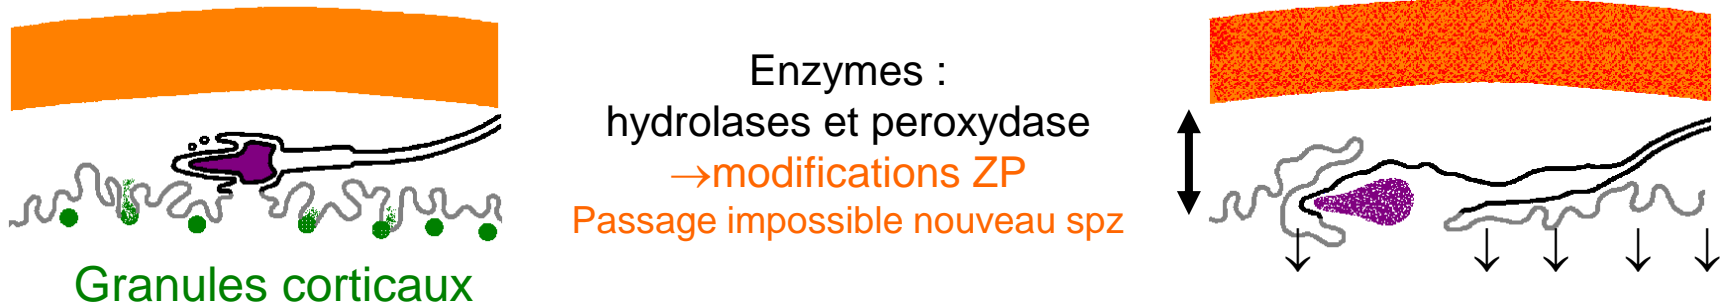 Enzymes :
hydrolases et peroxydase
→modifications ZP
Passage impossible nouveau spz
Granules corticaux